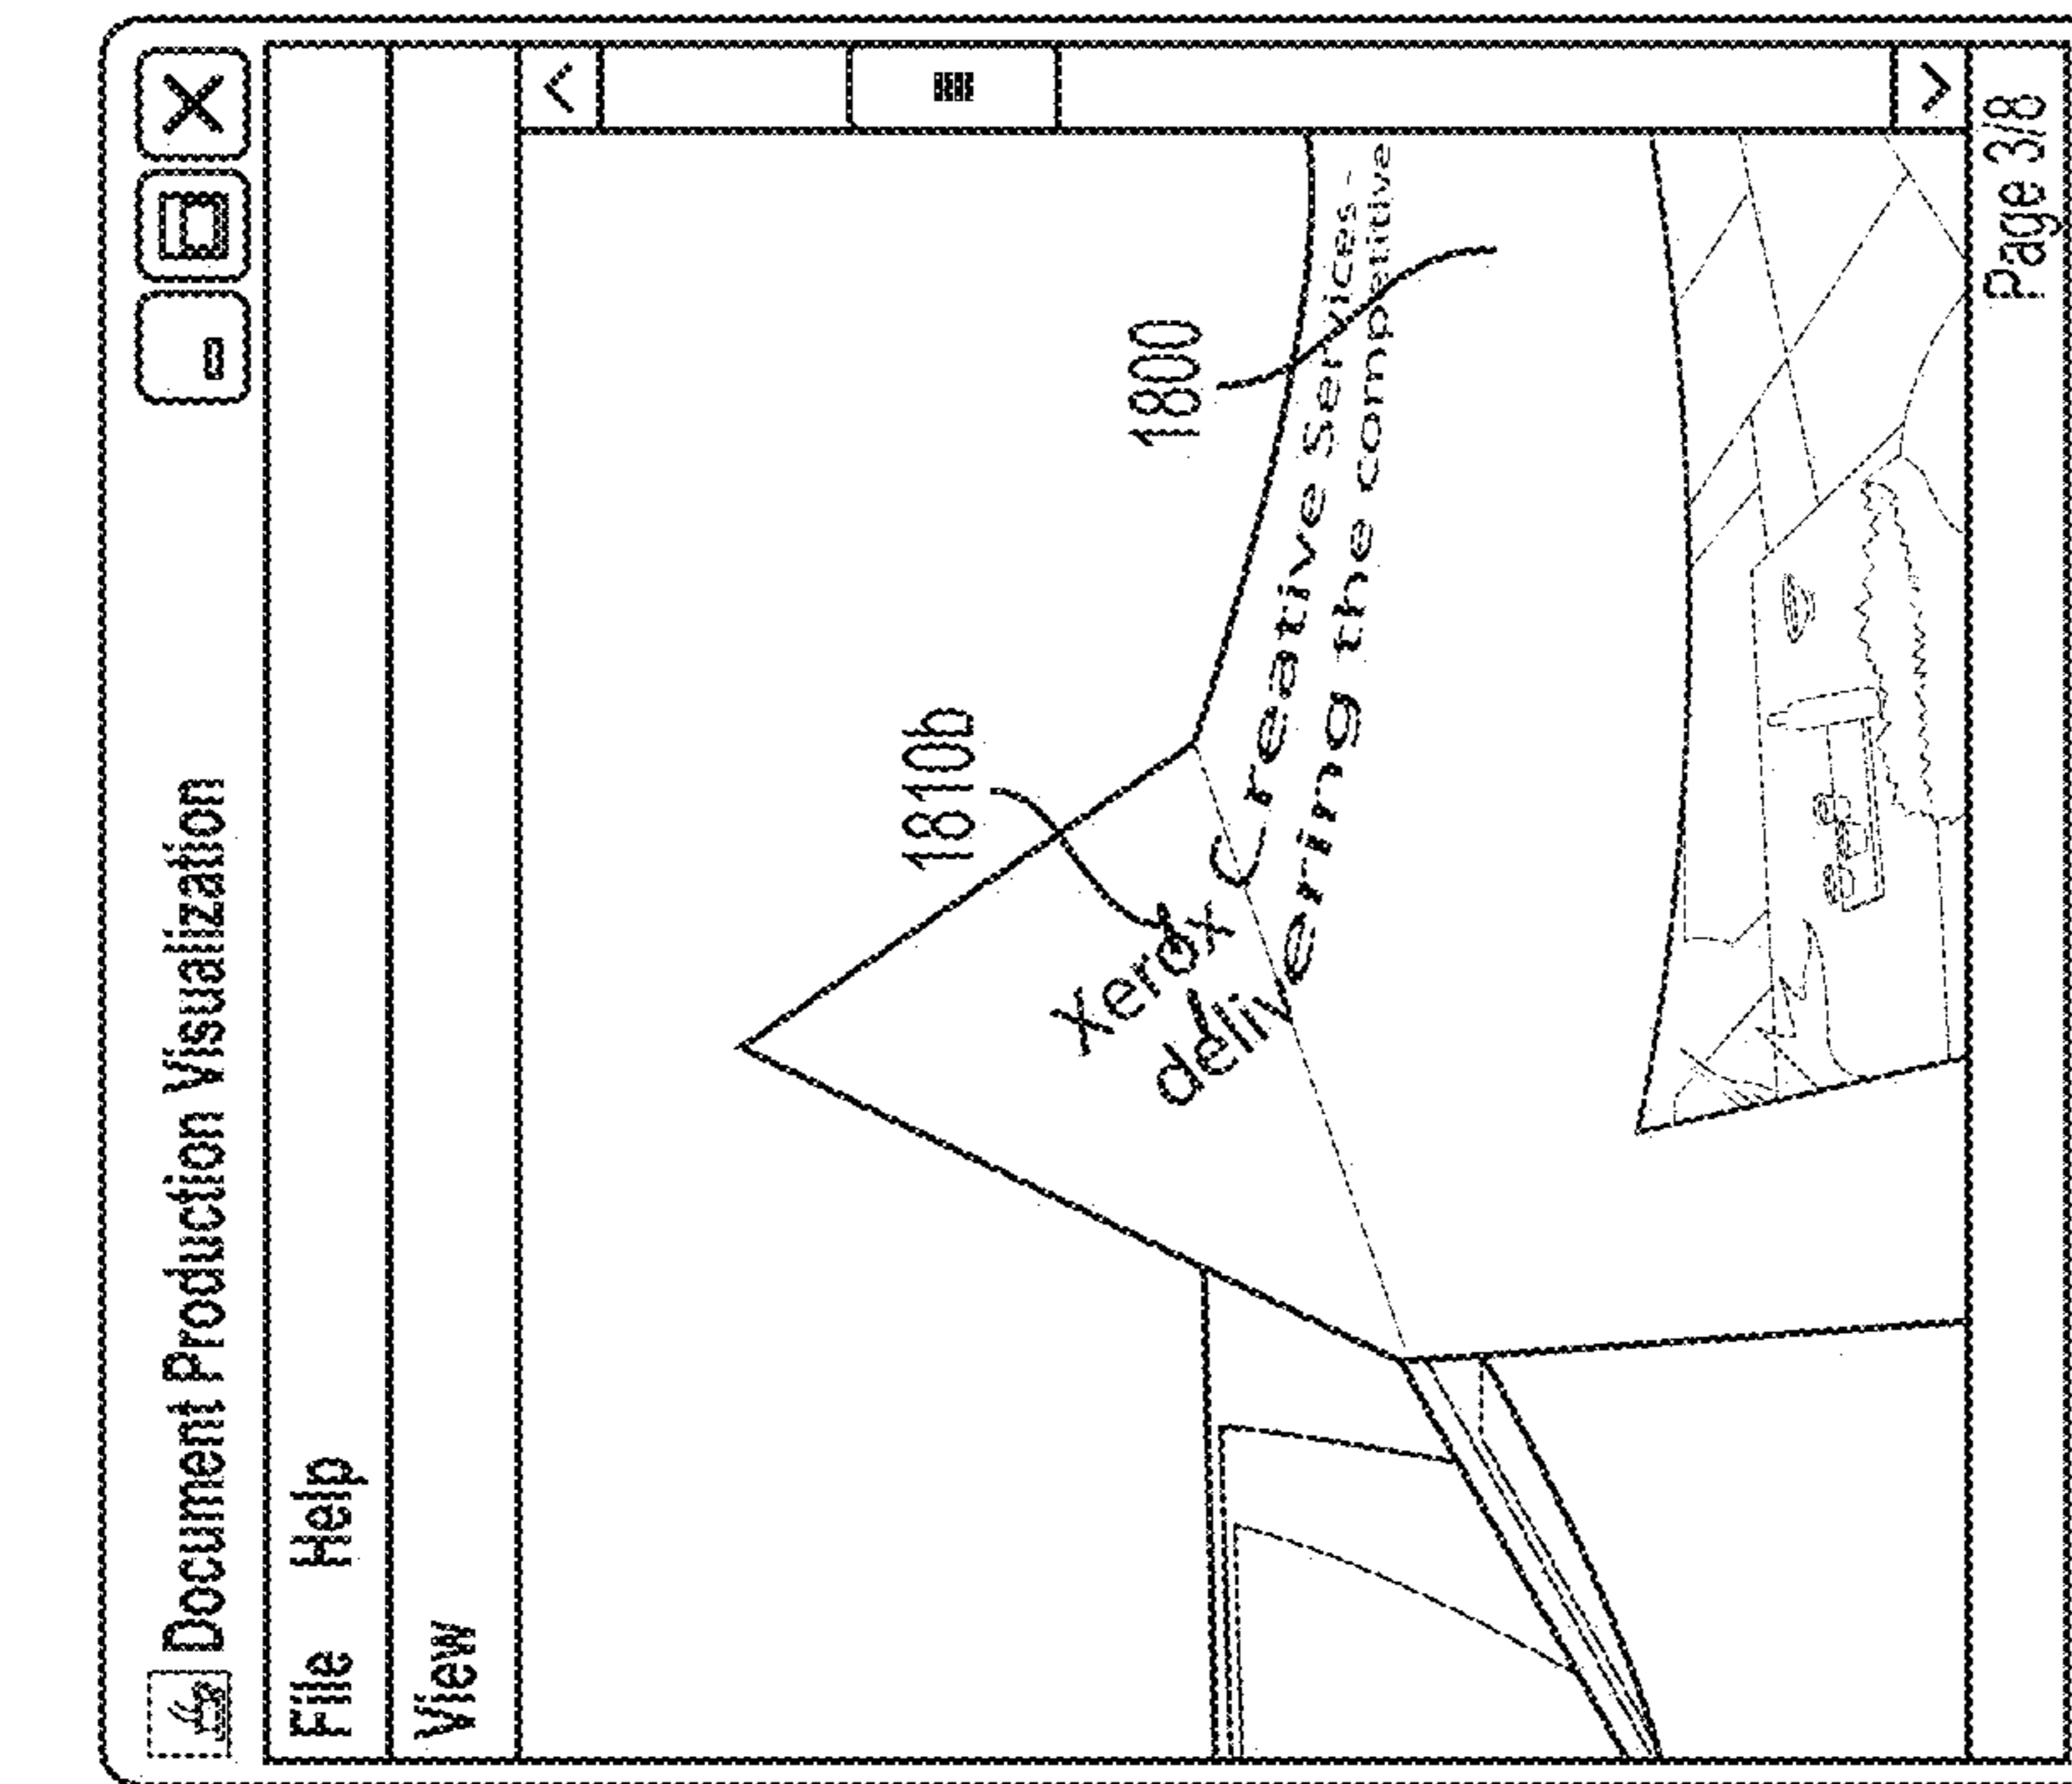 Document Production Visualization
File Help
View
1810b
1800
Xerox Creative Services -
delivering the competitive
Page 3/8